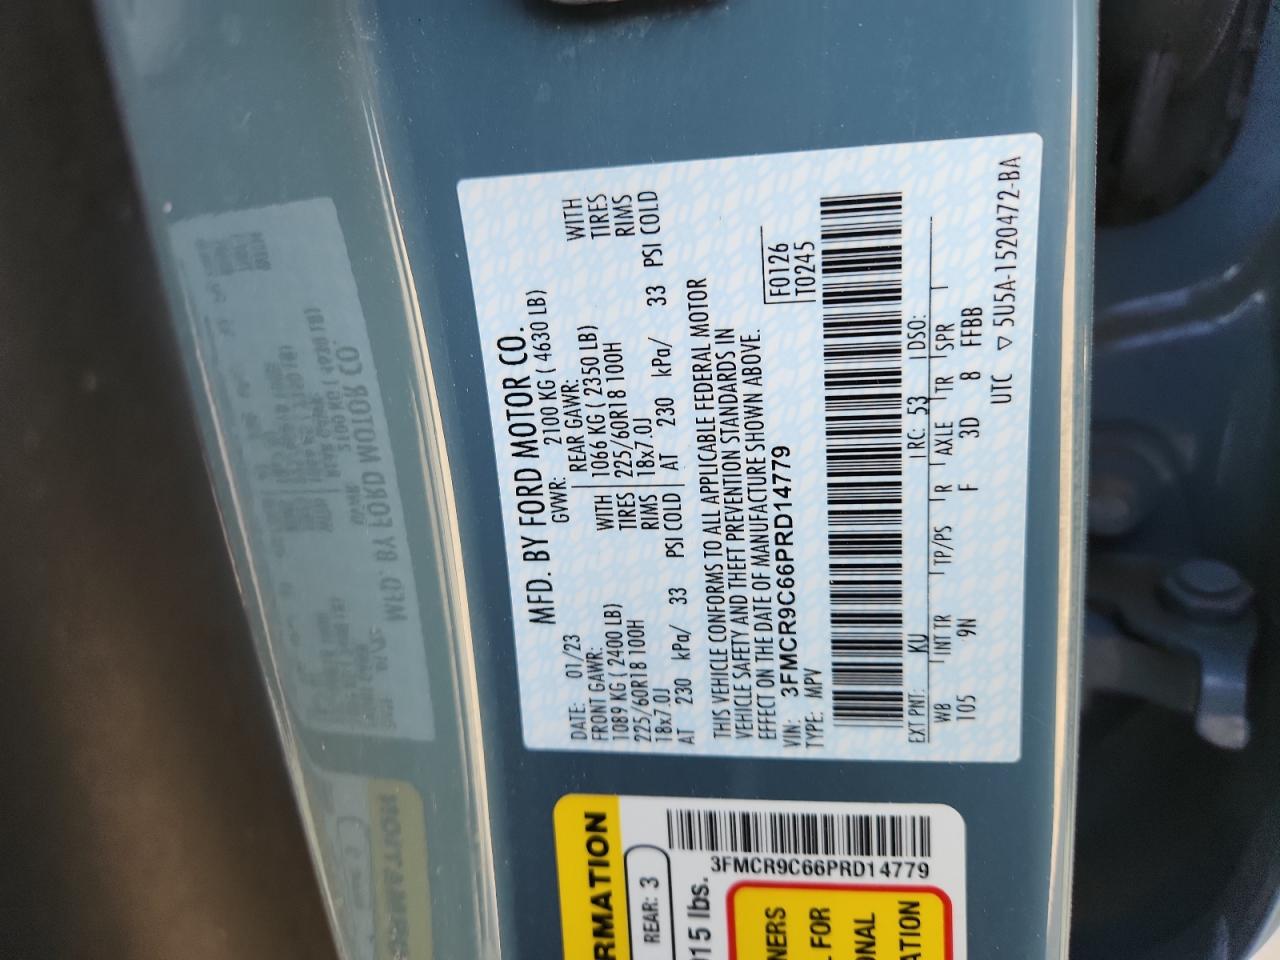 MFD. BY FORD MOTOR CO.
DATE: 01/23 GVWR: 2100 KG ( 4630 LB)
FRONT GAWR: REAR GAWR:
1089 KG ( 2400 LB) WITH 1066 KG ( 2350 LB) WITH
225/60R18 100H TIRES 225/60R18 100H TIRES
18x7.0J RIMS 18x7.0J RIMS
AT 230 kPa/ 33 PSI COLD AT 230 kPa/ 33 PSI COLD
THIS VEHICLE CONFORMS TO ALL APPLICABLE FEDERAL MOTOR
VEHICLE SAFETY AND THEFT PREVENTION STANDARDS IN
EFFECT ON THE DATE OF MANUFACTURE SHOWN ABOVE.
VIN: 3FMCR9C66PRD14779 F0126
TYPE: MPV T0245
EXT PNT: KU RC: 53 DSO:
WB INT TR TP/PS R AXLE TR SPR
105 9N F 3D 8 FFBB
UTC ▽ 5U5A-1520472-BA
RMATION
REAR: 3
15 lbs.
3FMCR9C66PRD14779
NERS
FOR
NAL
ATION